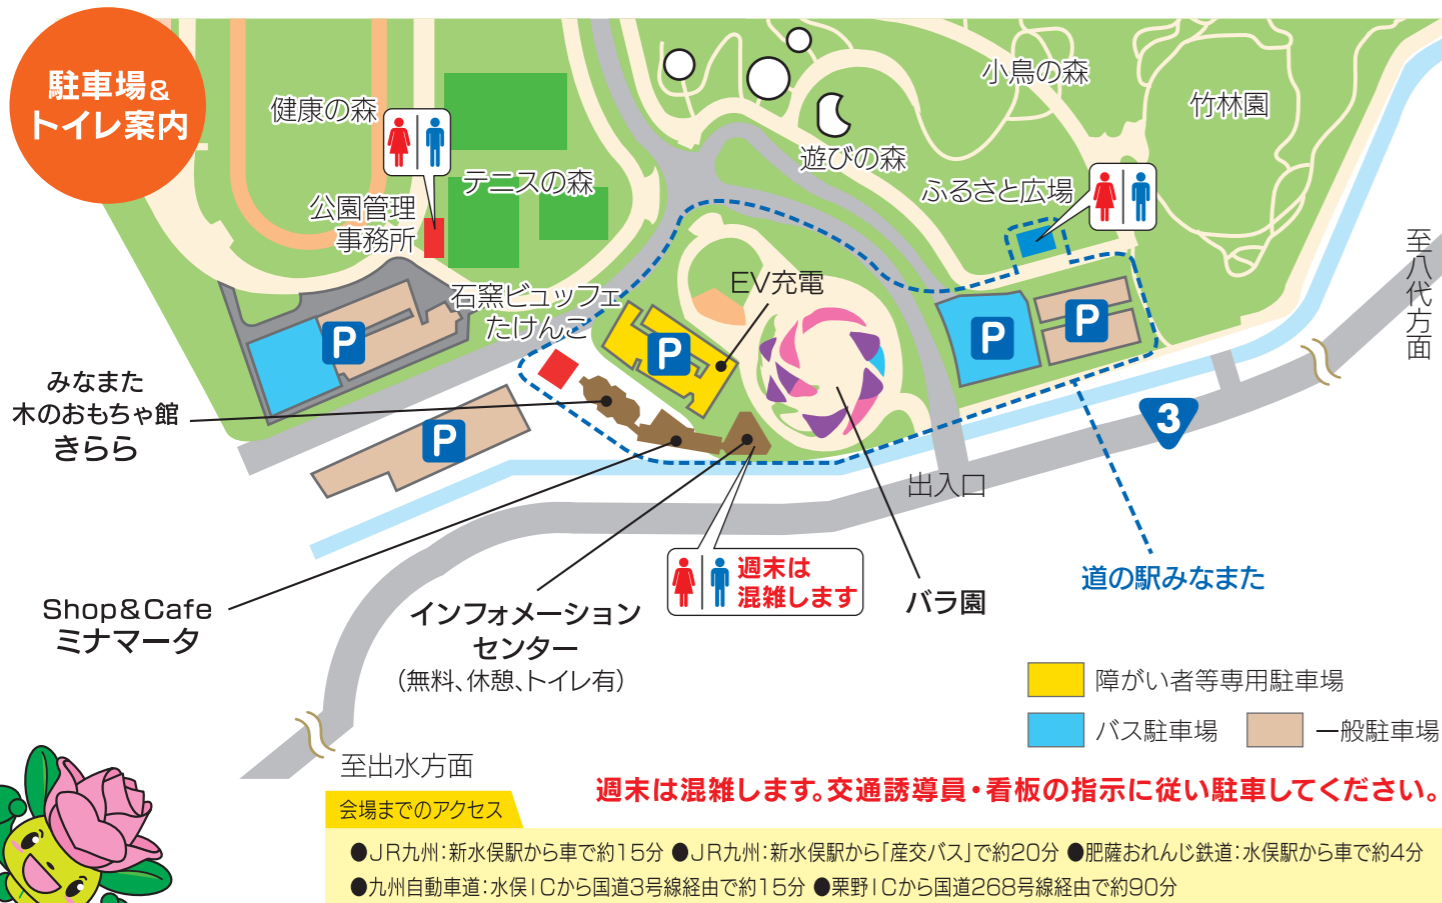 駐車場&
トイレ案内
健康の森
公園管理
事務所
テニスの森
小鳥の森
竹林園
遊びの森
ふるさと広場
至八代方面
石窯ビュッフェ
たけんこ
EV充電
P
P
P
P
P
みなまた
木のおもちゃ館
きらら
3
出入口
Shop&Cafe
ミナマータ
インフォメーション
センター
(無料、休憩、トイレ有)
週末は
混雑します
バラ園
道の駅みなまた
障がい者等専用駐車場
バス駐車場
一般駐車場
至出水方面
週末は混雑します。交通誘導員・看板の指示に従い駐車してください。
会場までのアクセス
●JR九州:新水俣駅から車で約15分 ●JR九州:新水俣駅から「産交バス」で約20分 ●肥薩おれんじ鉄道:水俣駅から車で約4分
●九州自動車道:水俣ICから国道3号線経由で約15分 ●栗野ICから国道268号線経由で約90分